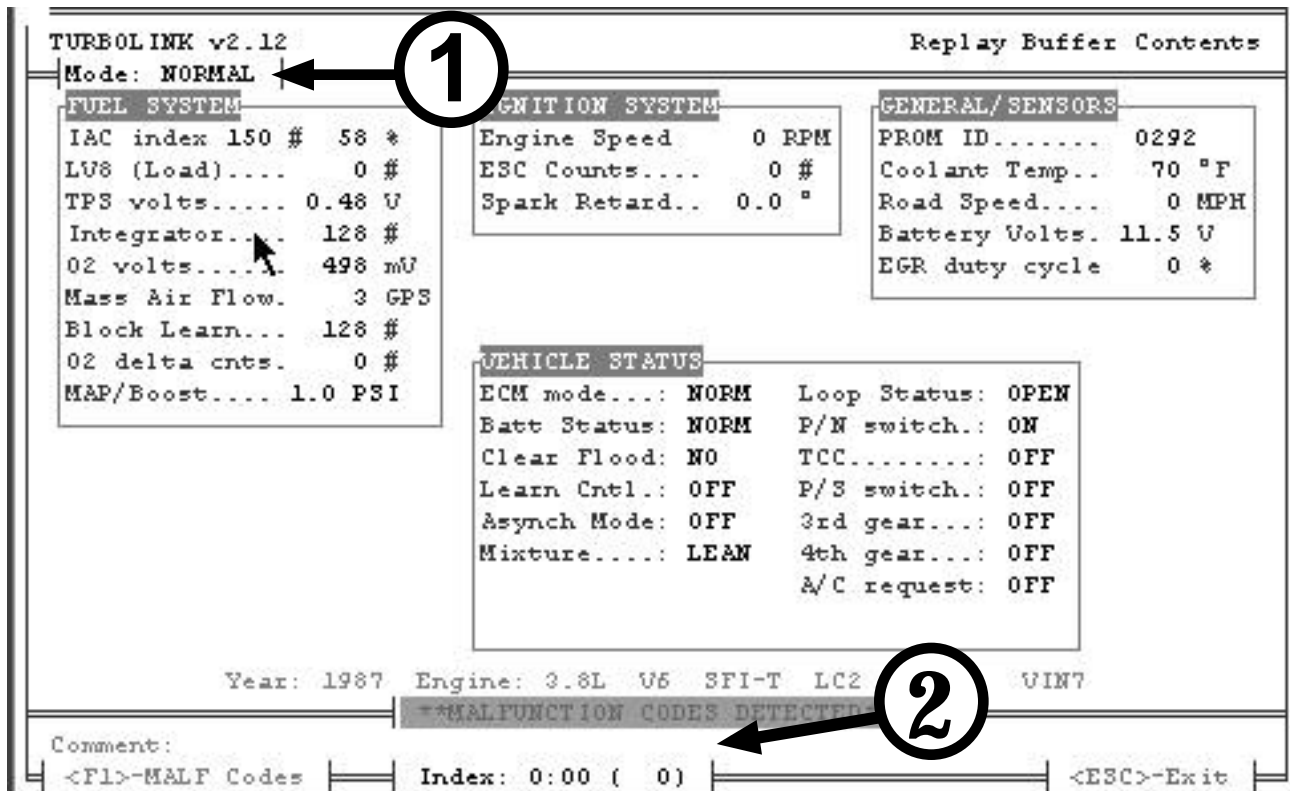 TURBOLINK v2.12 Replay Buffer Contents
Mode: NORMAL
1
FUEL SYSTEM
IAC index 150 # 58 %
LV8 (Load).... 0 #
TPS volts..... 0.48 V
Integrator.... 128 #
O2 volts...... 498 mV
Mass Air Flow. 3 GPS
Block Learn... 128 #
O2 delta cnts. 0 #
MAP/Boost.... 1.0 PSI
IGNITION SYSTEM
Engine Speed 0 RPM
ESC Counts.... 0 #
Spark Retard.. 0.0 °
GENERAL/SENSORS
PROM ID....... 0292
Coolant Temp.. 70 °F
Road Speed.... 0 MPH
Battery Volts. 11.5 V
EGR duty cycle 0 %
VEHICLE STATUS
ECM mode...: NORM Loop Status: OPEN
Batt Status: NORM P/N switch.: ON
Clear Flood: NO TCC........: OFF
Learn Cntl.: OFF P/S switch.: OFF
Asynch Mode: OFF 3rd gear...: OFF
Mixture....: LEAN 4th gear...: OFF
A/C request: OFF
Year: 1987 Engine: 3.8L V6 SFI-T LC2 VIN7
2
**MALFUNCTION CODES DETECTED*
Comment:
<F1>-MALF Codes Index: 0:00 ( 0) <ESC>-Exit